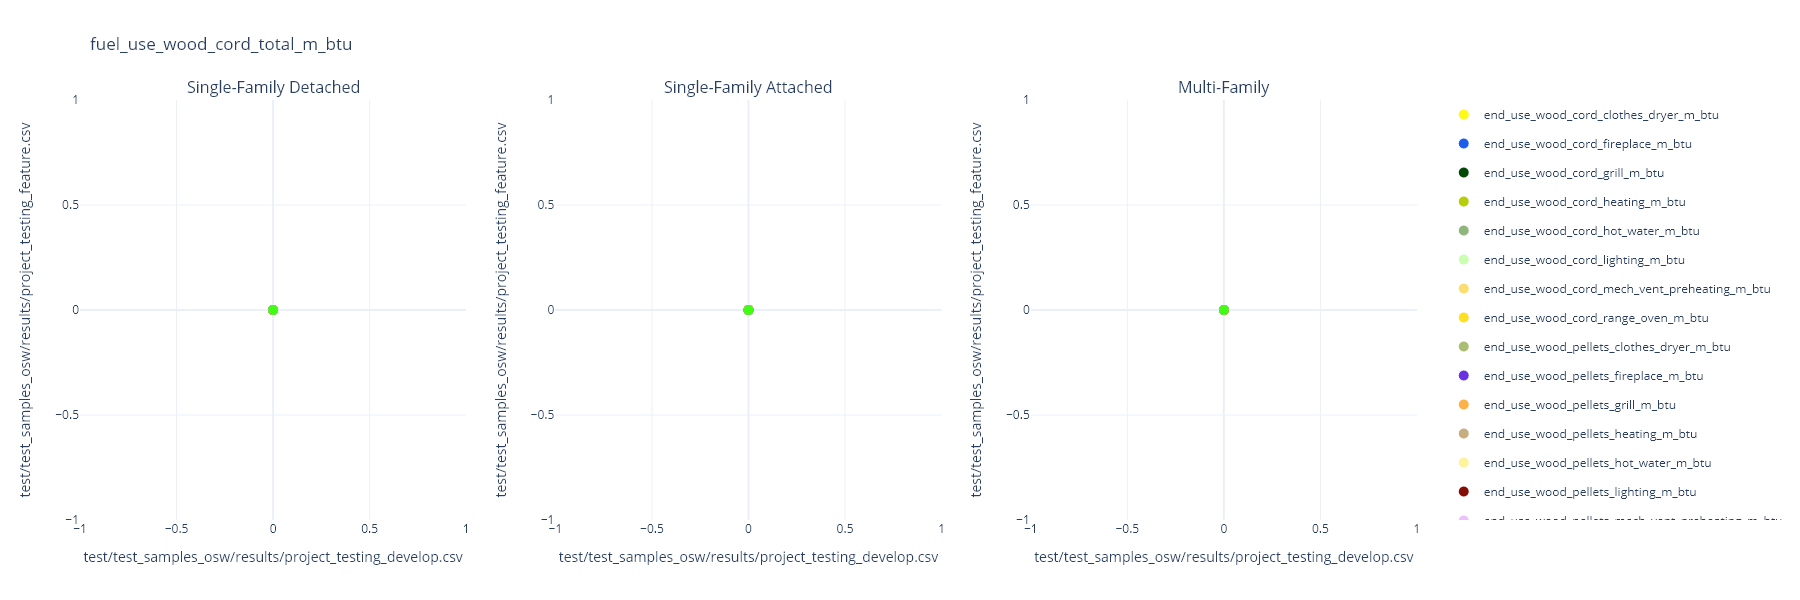 fuel_use_wood_cord_total_m_btu
Single-Family Detached
Single-Family Attached
Multi-Family
test/test_samples_osw/results/project_testing_feature.csv
1
0.5
0
−0.5
−1
−1
−0.5
0
0.5
1
test/test_samples_osw/results/project_testing_develop.csv
test/test_samples_osw/results/project_testing_feature.csv
1
0.5
0
−0.5
−1
−1
−0.5
0
0.5
1
test/test_samples_osw/results/project_testing_develop.csv
test/test_samples_osw/results/project_testing_feature.csv
1
0.5
0
−0.5
−1
−1
−0.5
0
0.5
1
test/test_samples_osw/results/project_testing_develop.csv
end_use_wood_cord_clothes_dryer_m_btu
end_use_wood_cord_fireplace_m_btu
end_use_wood_cord_grill_m_btu
end_use_wood_cord_heating_m_btu
end_use_wood_cord_hot_water_m_btu
end_use_wood_cord_lighting_m_btu
end_use_wood_cord_mech_vent_preheating_m_btu
end_use_wood_cord_range_oven_m_btu
end_use_wood_pellets_clothes_dryer_m_btu
end_use_wood_pellets_fireplace_m_btu
end_use_wood_pellets_grill_m_btu
end_use_wood_pellets_heating_m_btu
end_use_wood_pellets_hot_water_m_btu
end_use_wood_pellets_lighting_m_btu